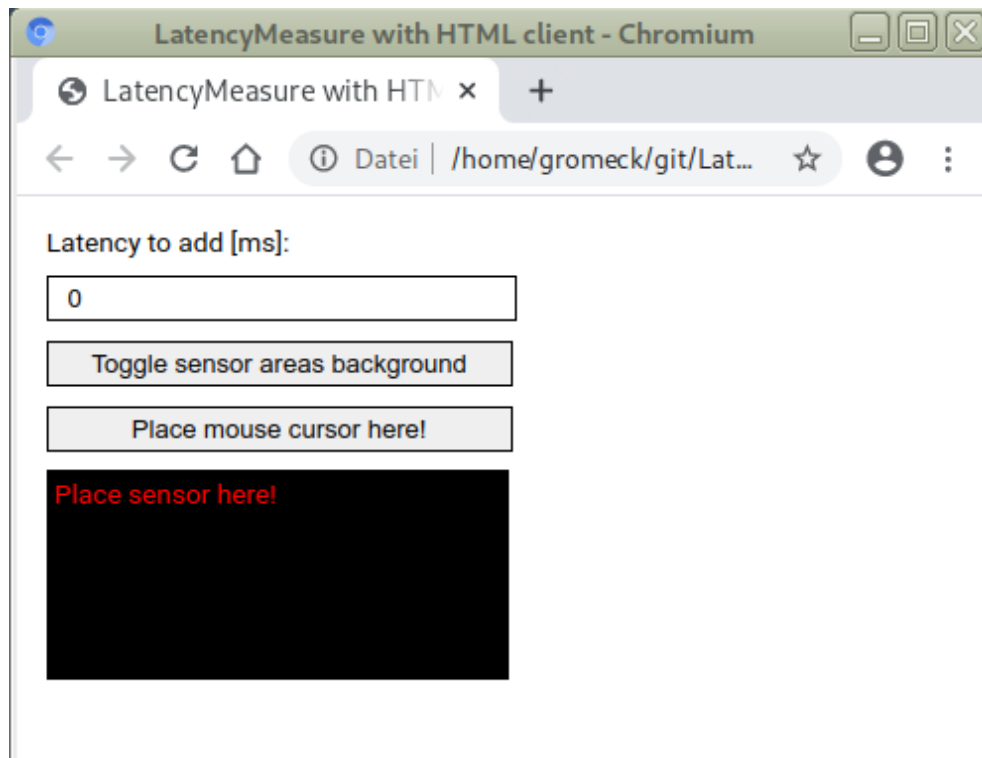 LatencyMeasure with HTML client - Chromium
LatencyMeasure with HTM
Datei | /home/gromeck/git/Lat...
Latency to add [ms]:
0
Toggle sensor areas background
Place mouse cursor here!
Place sensor here!